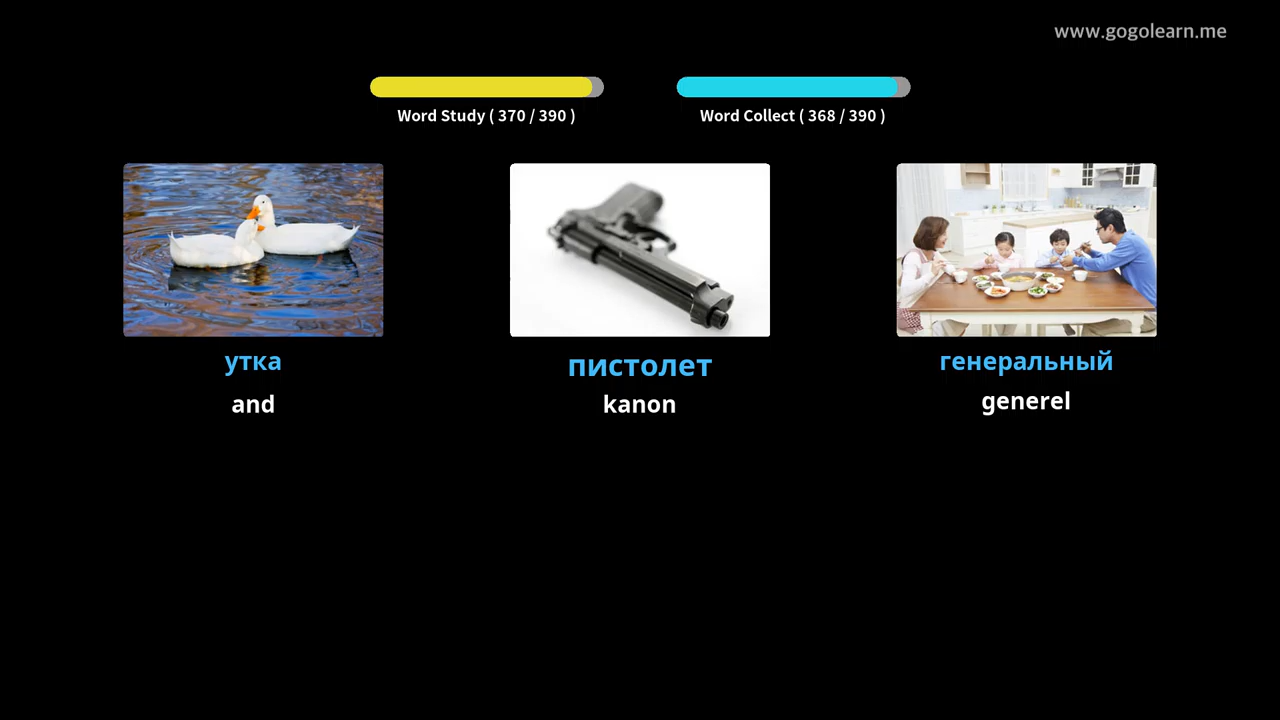 www.gogolearn.me
Word Study ( 370 / 390 )
Word Collect ( 368 / 390 )
утка
and
пистолет
kanon
генеральный
generel